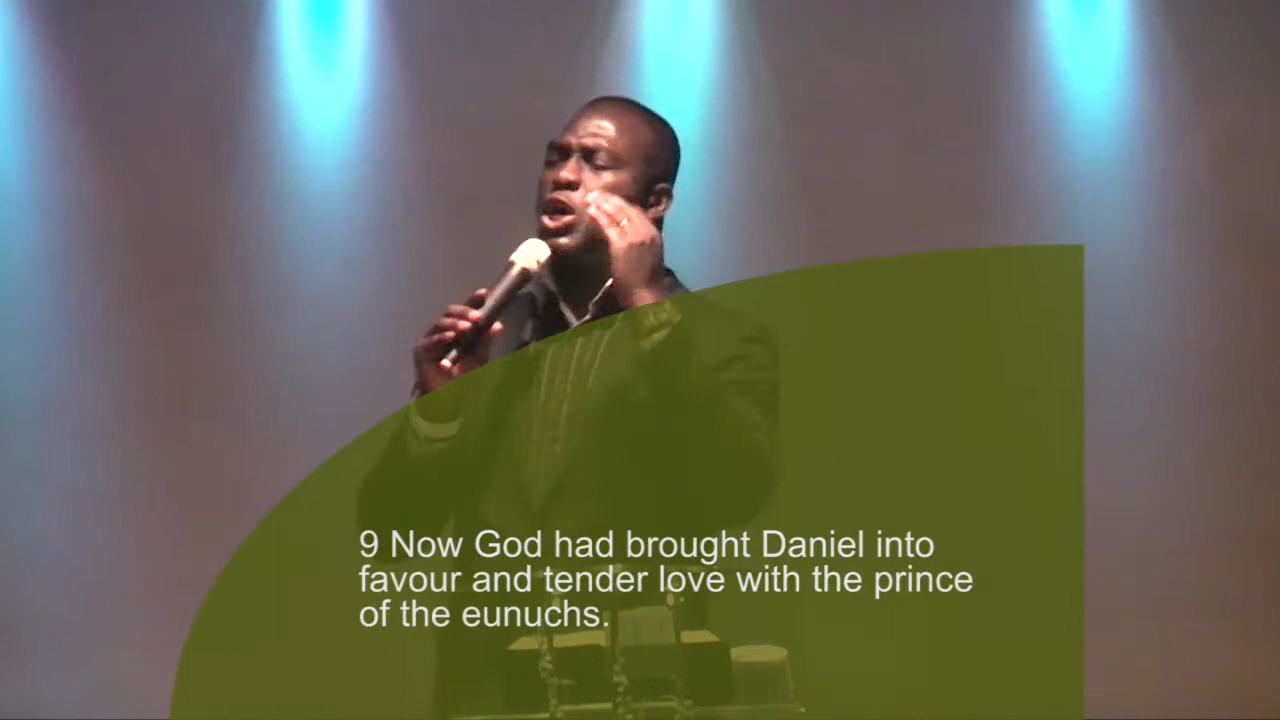 9 Now God had brought Daniel into
favour and tender love with the prince
of the eunuchs.